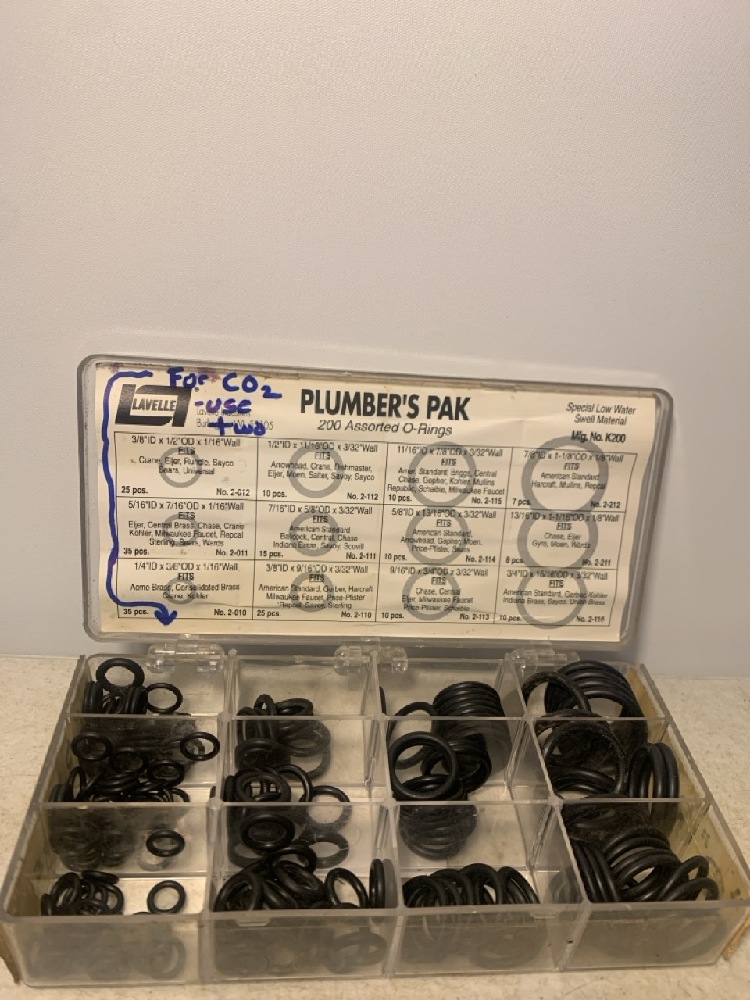 For CO2
- USE
TWO
LAVELLE
PLUMBER'S PAK
200 Assorted O-Rings
Special Low Water
Swell Material
Mfg. No. K200
3/8"ID x 1/2"OD x 1/16"Wall
Crane, Eljer, Rundle, Sayco
Sears, Universal
25 pcs. No. 2-012
1/2"ID x 11/16"OD x 3/32"Wall
FITS
Arrowhead, Crane, Fishmaster,
Eljer, Moen, Salter, Savoy, Sayco
10 pcs. No. 2-112
11/16"ID x 7/8"OD x 3/32"Wall
FITS
Amer. Standard, Briggs, Central
Chase, Gopher, Kohler, Mullins
Republic, Schaible, Milwaukee Faucet
10 pcs. No. 2-115
7/8"ID x 1-1/8"OD x 1/8"Wall
FITS
American Standard
Harcraft, Mullins, Repcal
7 pcs. No. 2-212
5/16"ID x 7/16"OD x 1/16"Wall
FITS
Eljer, Central Brass, Chase, Crane
Kohler, Milwaukee Faucet, Repcal
Sterling, Sears, Wards
35 pcs. No. 2-011
7/16"ID x 5/8"OD x 3/32"Wall
FITS
American Standard
Babcock, Central, Chase
Indiana Eaton, Savoy, Scovill
15 pcs. No. 2-111
5/8"ID x 13/16"OD x 3/32"Wall
FITS
American Standard,
Arrowhead, Gopher, Moen,
Price-Pfister, Sears
10 pcs. No. 2-114
13/16"ID x 1-1/16"OD x 1/8"Wall
FITS
Chase, Eljer
Gyro, Moen, Wards
8 pcs. No. 2-211
1/4"ID x 3/8"OD x 1/16"Wall
FITS
Acme Brass, Consolidated Brass
Crane, Kohler
35 pcs. No. 2-010
3/8"ID x 9/16"OD x 3/32"Wall
FITS
American Standard, Gerber, Harcraft
Milwaukee Faucet, Price-Pfister
Repcal, Savoy, Sterling
25 pcs. No. 2-110
9/16"ID x 3/4"OD x 3/32"Wall
FITS
Chase, Central
Eljer, Milwaukee Faucet
Price-Pfister, Schaible
10 pcs. No. 2-113
3/4"ID x 15/16"OD x 3/32"Wall
FITS
American Standard, Gerber, Kohler
Indiana Brass, Sayco, Union Brass
10 pcs. No. 2-116